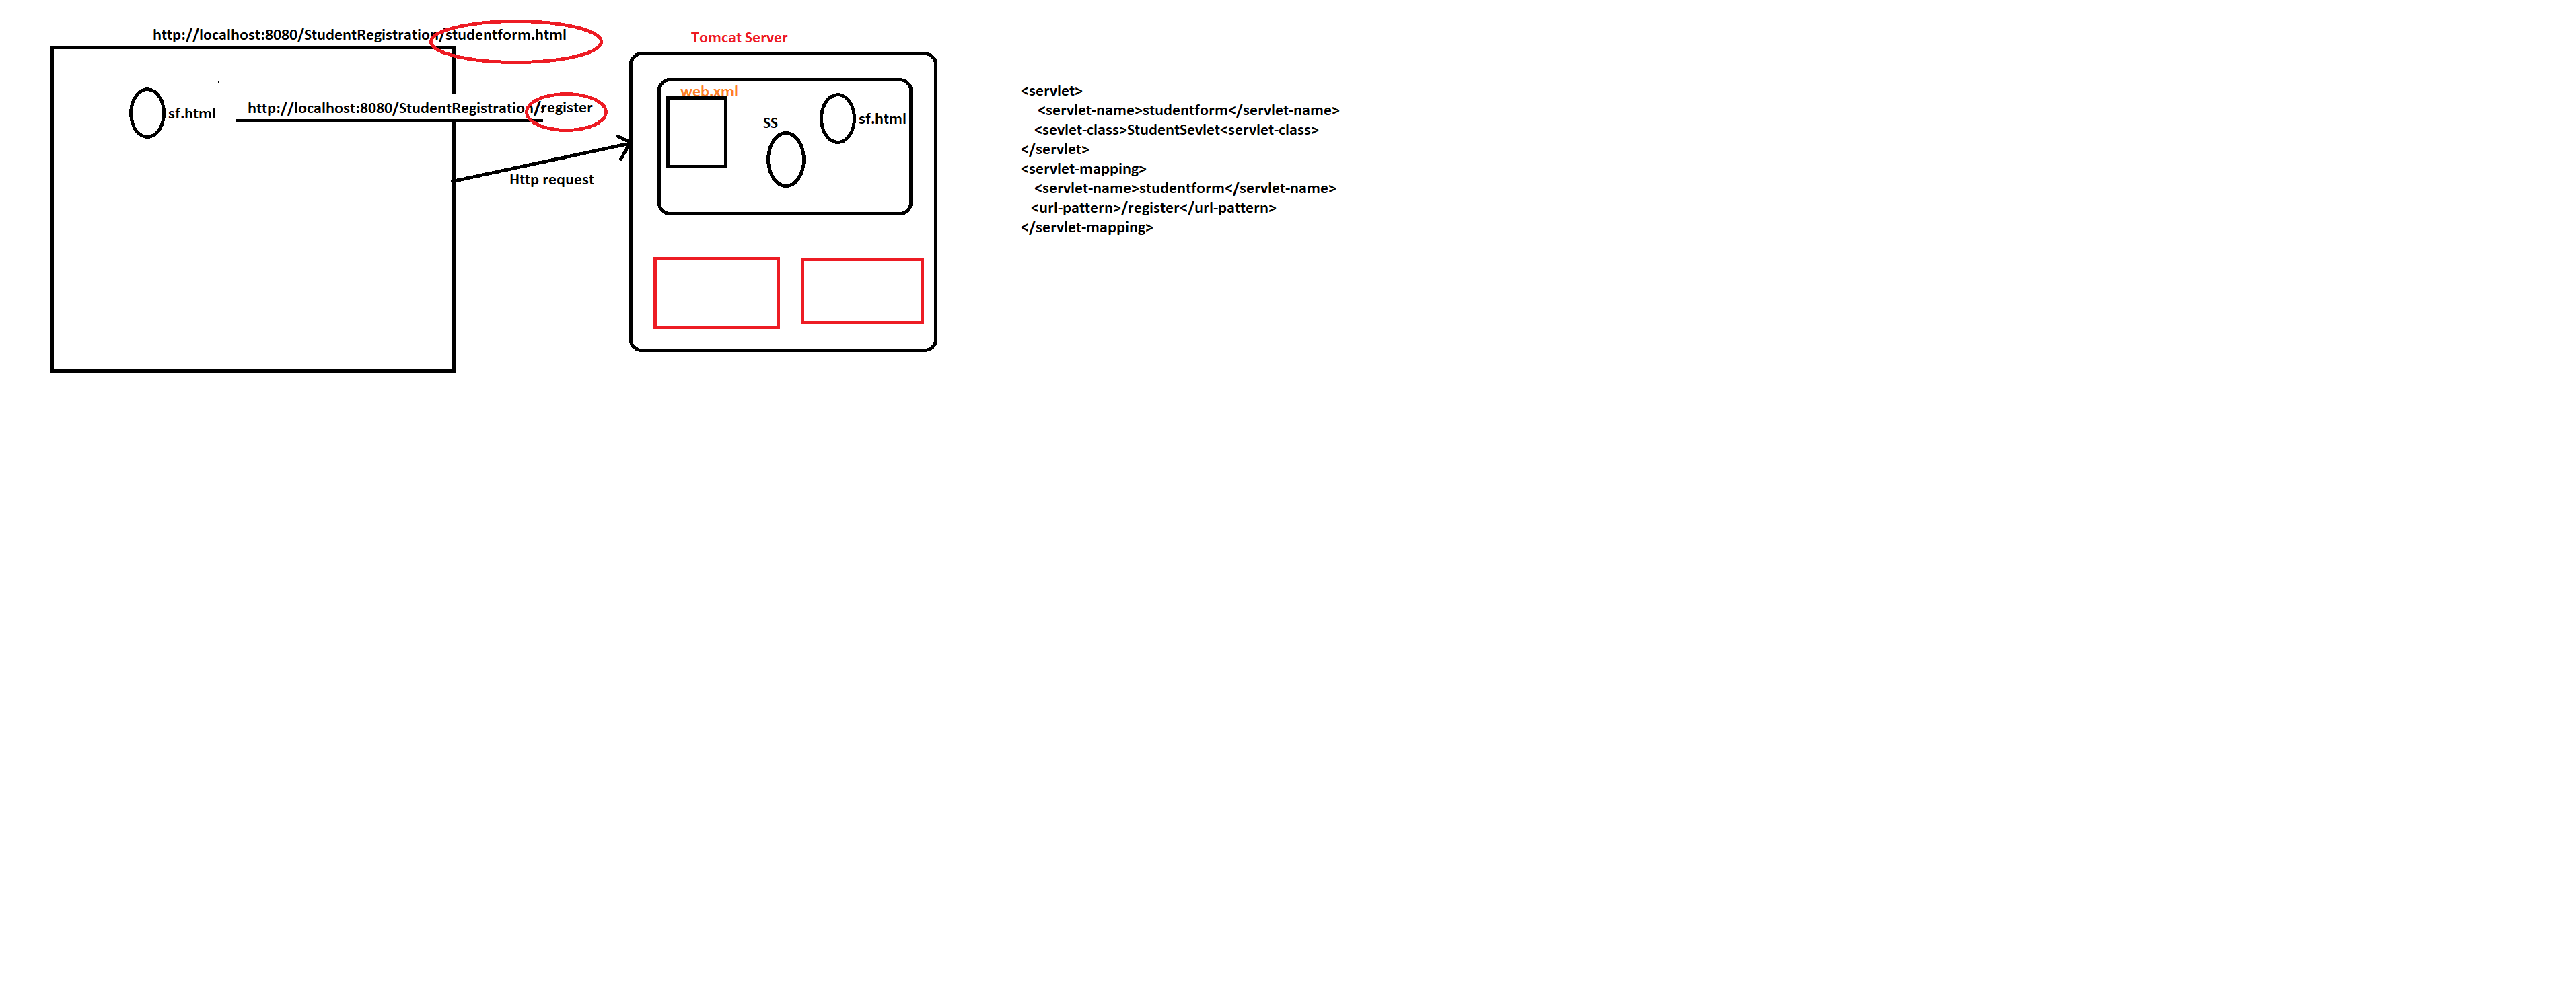 http://localhost:8080/StudentRegistration/studentform.html
sf.html
http://localhost:8080/StudentRegistration/register
Http request
Tomcat Server
web.xml
SS
sf.html
<servlet>
<servlet-name>studentform</servlet-name>
<sevlet-class>StudentSevlet<servlet-class>
</servlet>
<servlet-mapping>
<servlet-name>studentform</servlet-name>
<url-pattern>/register</url-pattern>
</servlet-mapping>